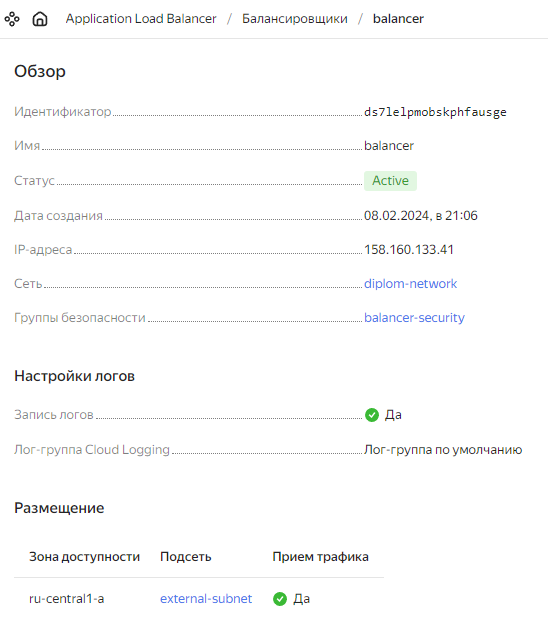 Application Load Balancer / Балансировщики / balancer
Обзор
Идентификатор ds7lelpmobskphfausge
Имя balancer
Статус Active
Дата создания 08.02.2024, в 21:06
IP-адреса 158.160.133.41
Сеть diplom-network
Группы безопасности balancer-security
Настройки логов
Запись логов Да
Лог-группа Cloud Logging Лог-группа по умолчанию
Размещение
Зона доступности Подсеть Прием трафика
ru-central1-a external-subnet Да